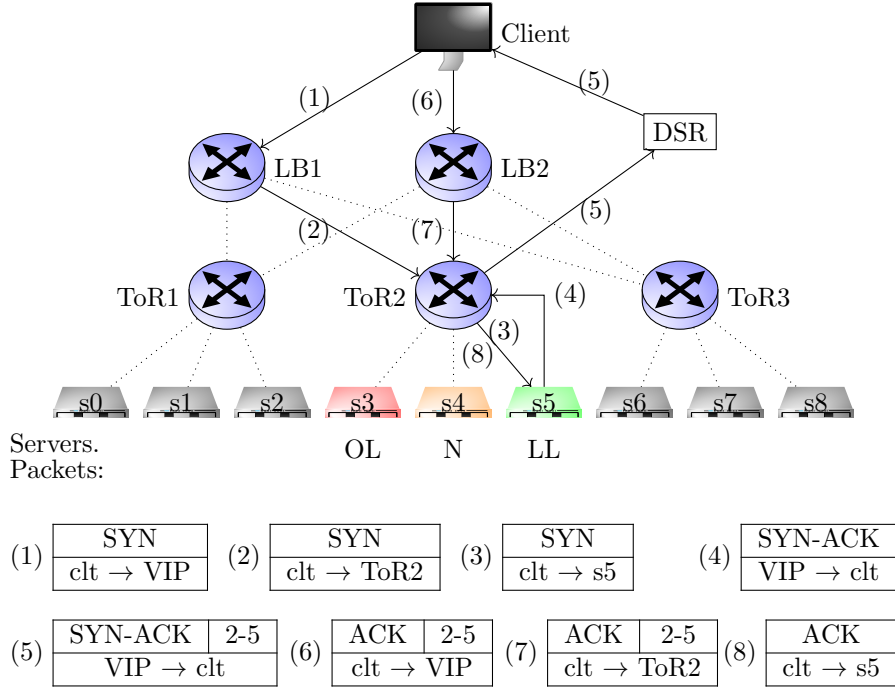 Client
(1)
(6)
(5)
DSR
LB1
LB2
(2)
(7)
(5)
ToR1
ToR2
ToR3
(4)
(3)
(8)
s0 s1 s2 s3 s4 s5 s6 s7 s8
Servers. OL N LL
Packets:
(1) SYN (2) SYN (3) SYN (4) SYN-ACK
clt → VIP clt → ToR2 clt → s5 VIP → clt
(5) SYN-ACK 2-5 (6) ACK 2-5 (7) ACK 2-5 (8) ACK
VIP → clt clt → VIP clt → ToR2 clt → s5